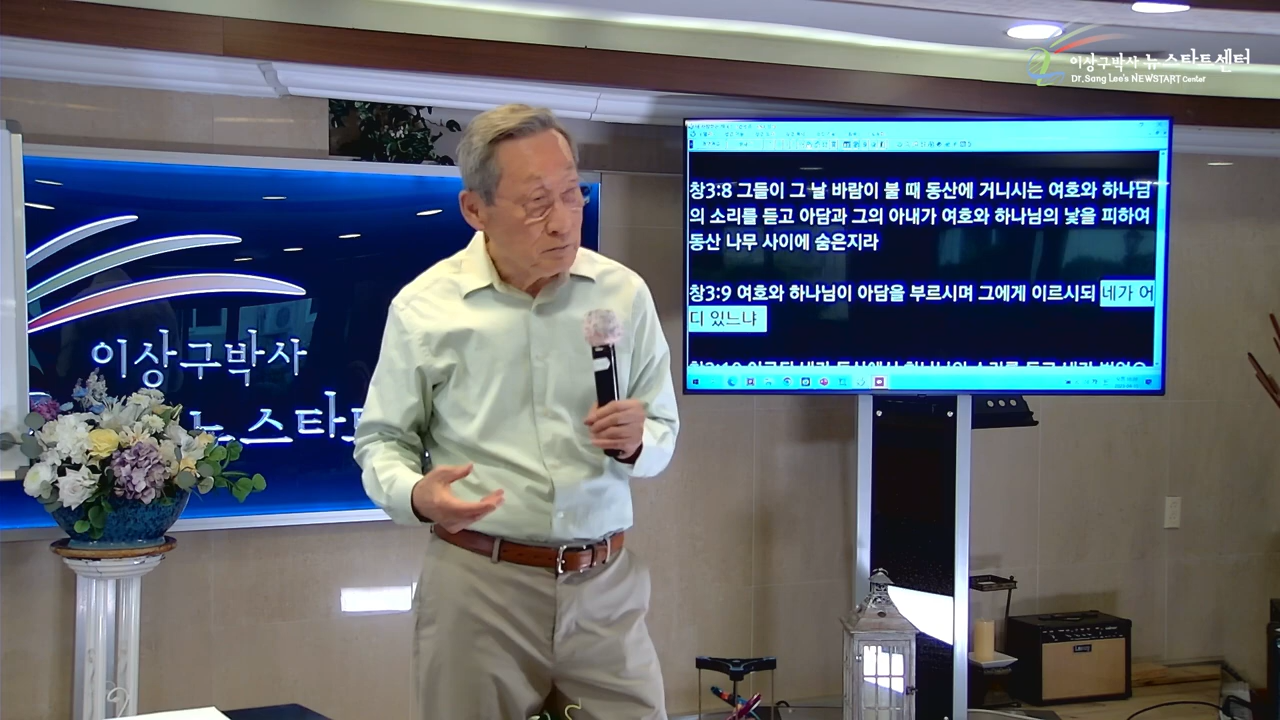 이상구박사 뉴스타트센터
Dr.Sang Lee's NEWSTART Center
창3:8 그들이 그 날 바람이 불 때 동산에 거니시는 여호와 하나님
의 소리를 듣고 아담과 그의 아내가 여호와 하나님의 낯을 피하여
동산 나무 사이에 숨은지라
창3:9 여호와 하나님이 아담을 부르시며 그에게 이르시되 네가 어
디 있느냐
이상구박사
뉴스타트